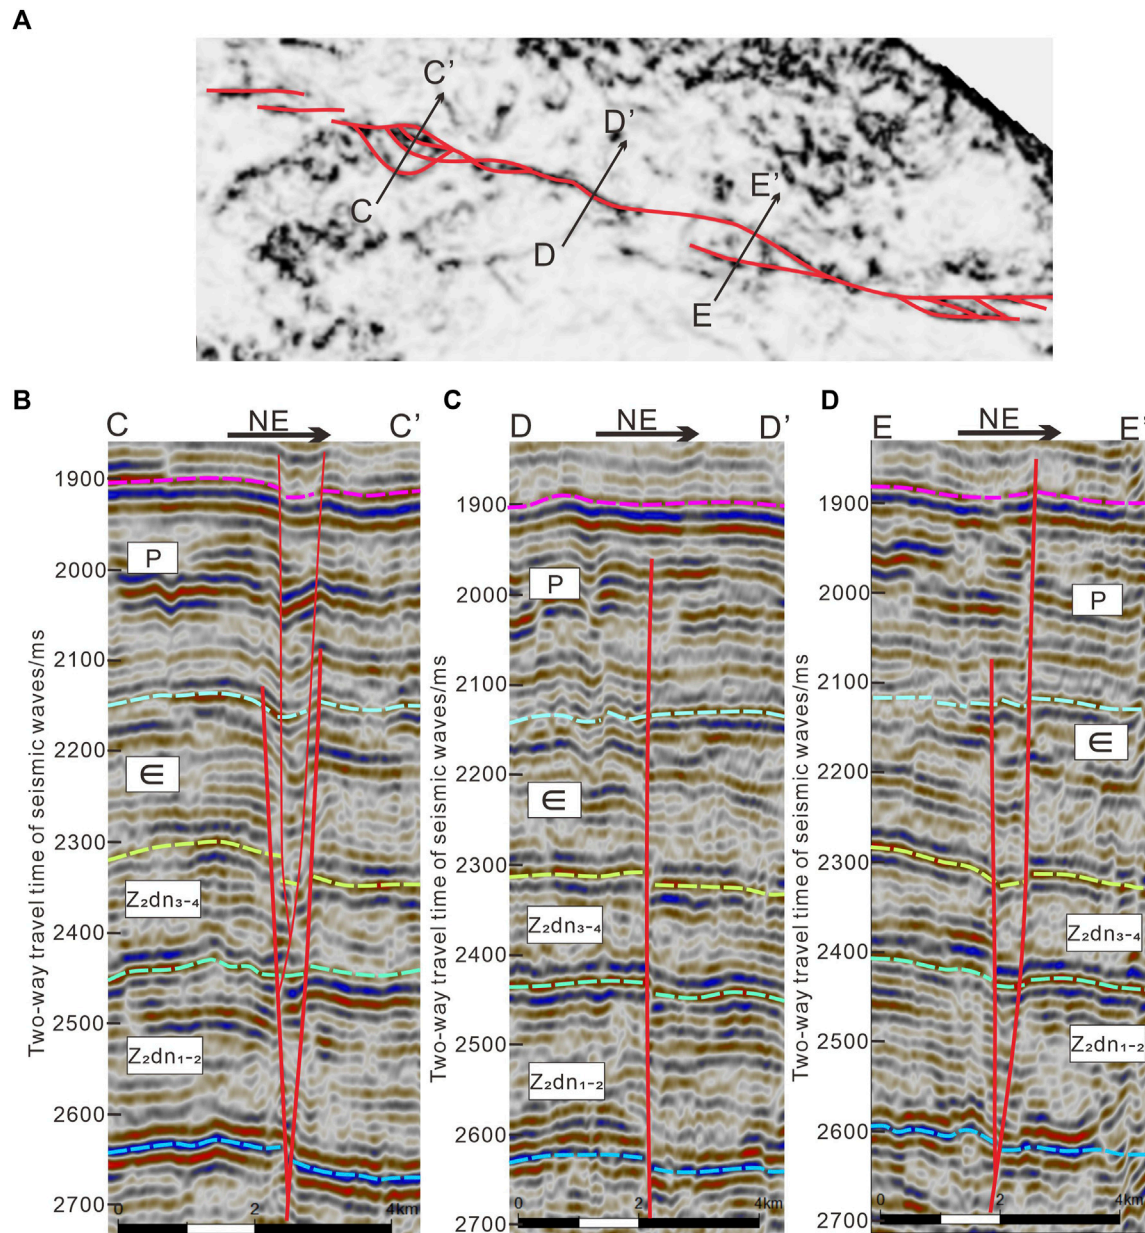 A
C'
D'
E'
C
D
E
B
C
NE
C'
C
D
NE
D'
D
E
NE
E'
Two-way travel time of seismic waves/ms
1900
2000
2100
2200
2300
2400
2500
2600
2700
P
∈
Z₂dn₃₋₄
Z₂dn₁₋₂
0
2
4km
Two-way travel time of seismic waves/ms
1900
2000
2100
2200
2300
2400
2500
2600
2700
P
∈
Z₂dn₃₋₄
Z₂dn₁₋₂
0
2
4km
Two-way travel time of seismic waves/ms
1900
2000
2100
2200
2300
2400
2500
2600
2700
P
∈
Z₂dn₃₋₄
Z₂dn₁₋₂
0
2
4km